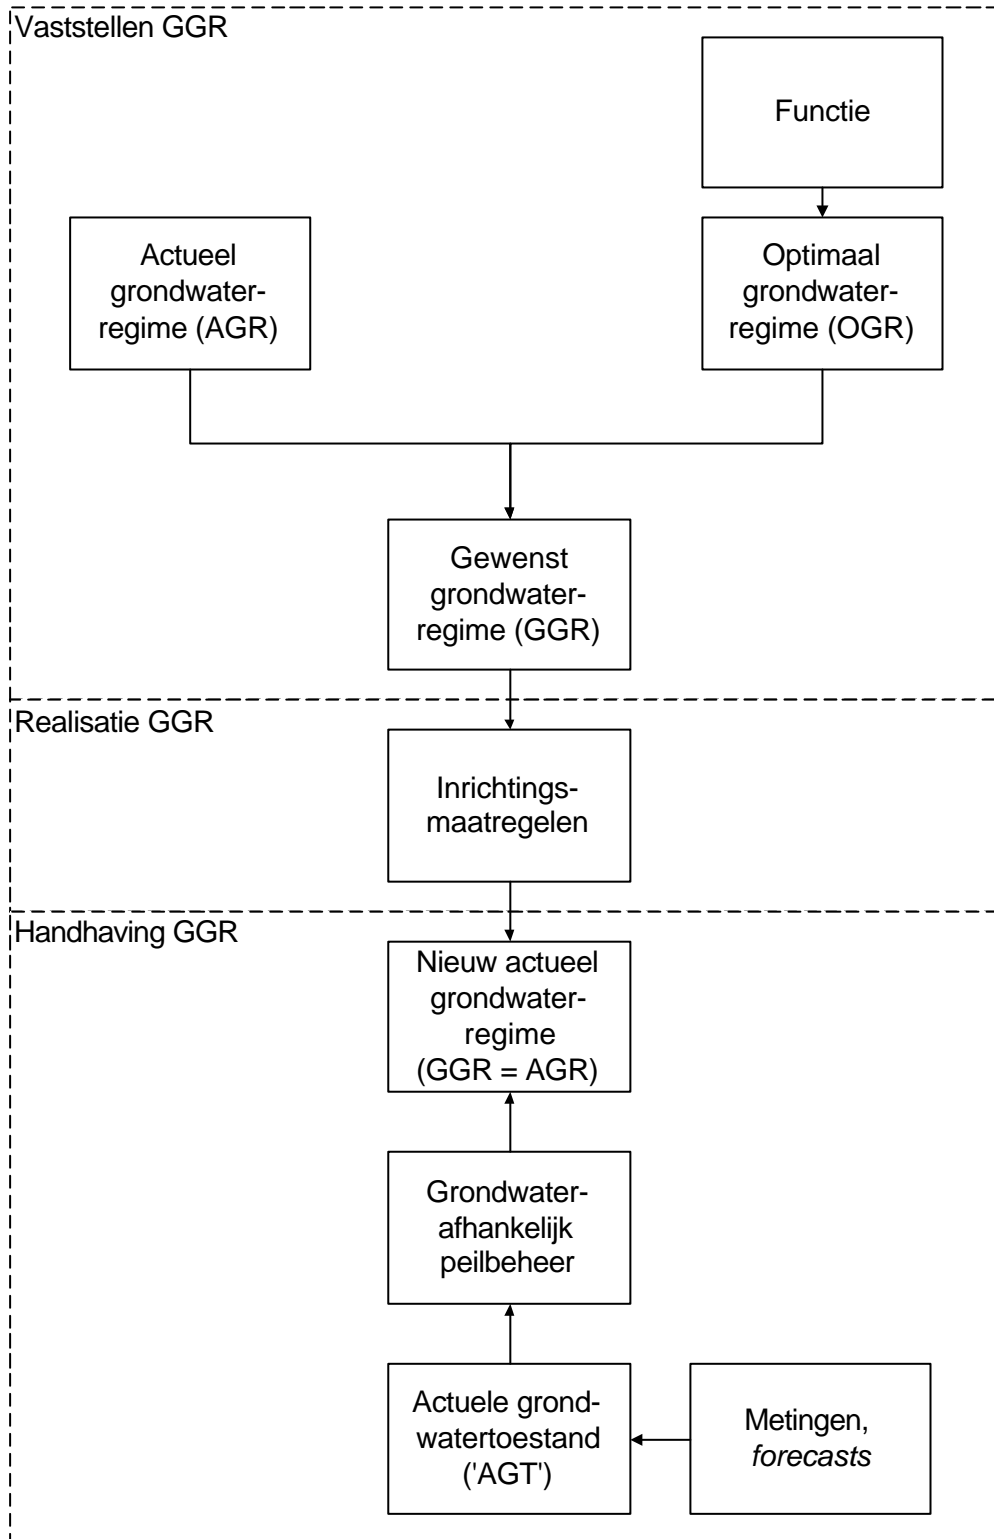 Vaststellen GGR
Functie
Actueel
grondwater-
regime (AGR)
Optimaal
grondwater-
regime (OGR)
Gewenst
grondwater-
regime (GGR)
Realisatie GGR
Inrichtings-
maatregelen
Handhaving GGR
Nieuw actueel
grondwater-
regime
(GGR = AGR)
Grondwater-
afhankelijk
peilbeheer
Actuele grond-
watertoestand
('AGT')
Metingen,
forecasts